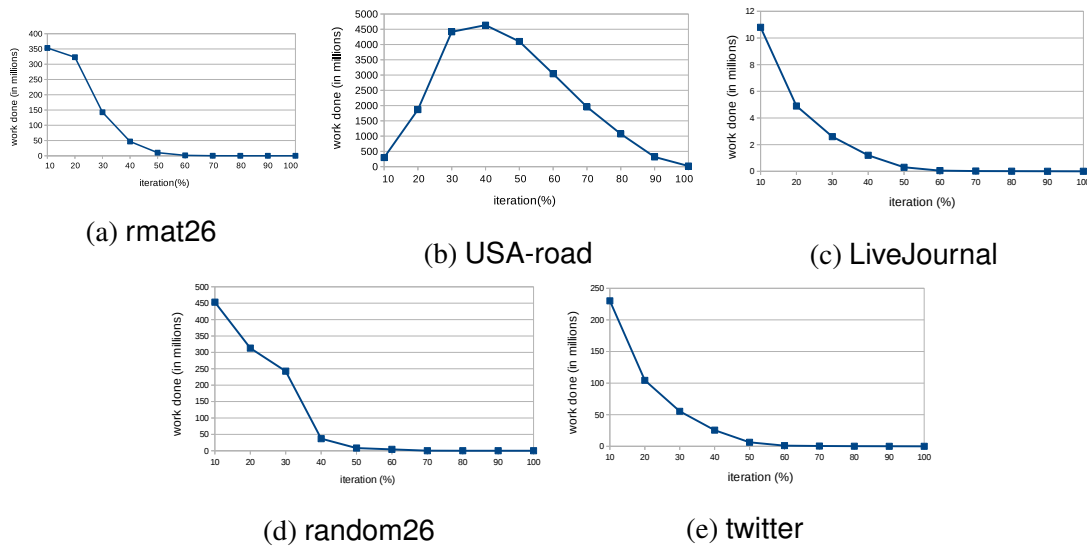 400
350
300
250
200
150
100
50
0
work done (in millions)
10 20 30 40 50 60 70 80 90 100
iteration(%)
(a) rmat26
5000
4500
4000
3500
3000
2500
2000
1500
1000
500
0
work done (in millions)
10 20 30 40 50 60 70 80 90 100
iteration(%)
(b) USA-road
12
10
8
6
4
2
0
work done (in millions)
10 20 30 40 50 60 70 80 90 100
iteration (%)
(c) LiveJournal
500
450
400
350
300
250
200
150
100
50
0
work done (in millions)
10 20 30 40 50 60 70 80 90 100
iteration (%)
(d) random26
250
200
150
100
50
0
work done (in millions)
10 20 30 40 50 60 70 80 90 100
iteration (%)
(e) twitter